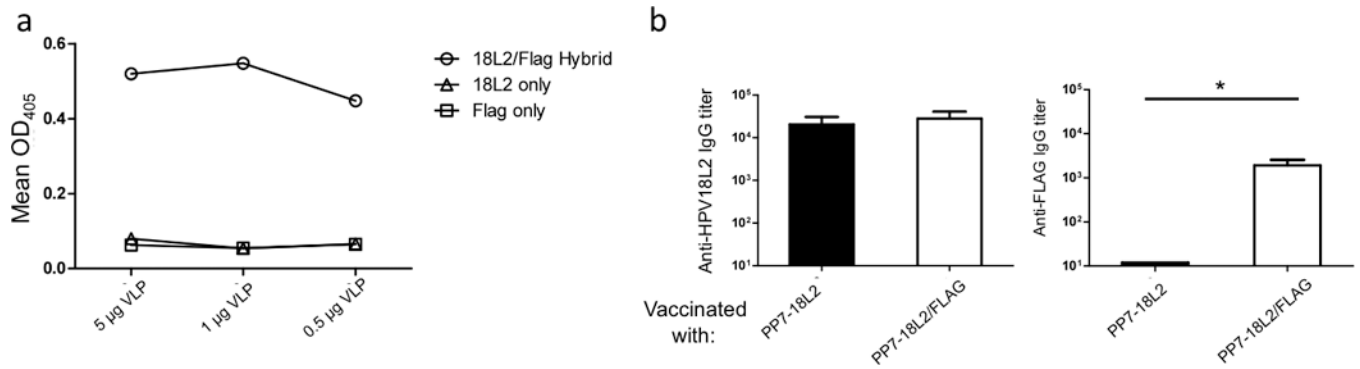 a
0.6
0.4
0.2
0.0
Mean OD405
5 µg VLP
1 µg VLP
0.5 µg VLP
18L2/Flag Hybrid
18L2 only
Flag only
b
Anti-HPV18L2 IgG titer
10⁵
10⁴
10³
10²
10¹
Vaccinated
with:
PP7-18L2
PP7-18L2/FLAG
*
Anti-FLAG IgG titer
10⁵
10⁴
10³
10²
10¹
PP7-18L2
PP7-18L2/FLAG